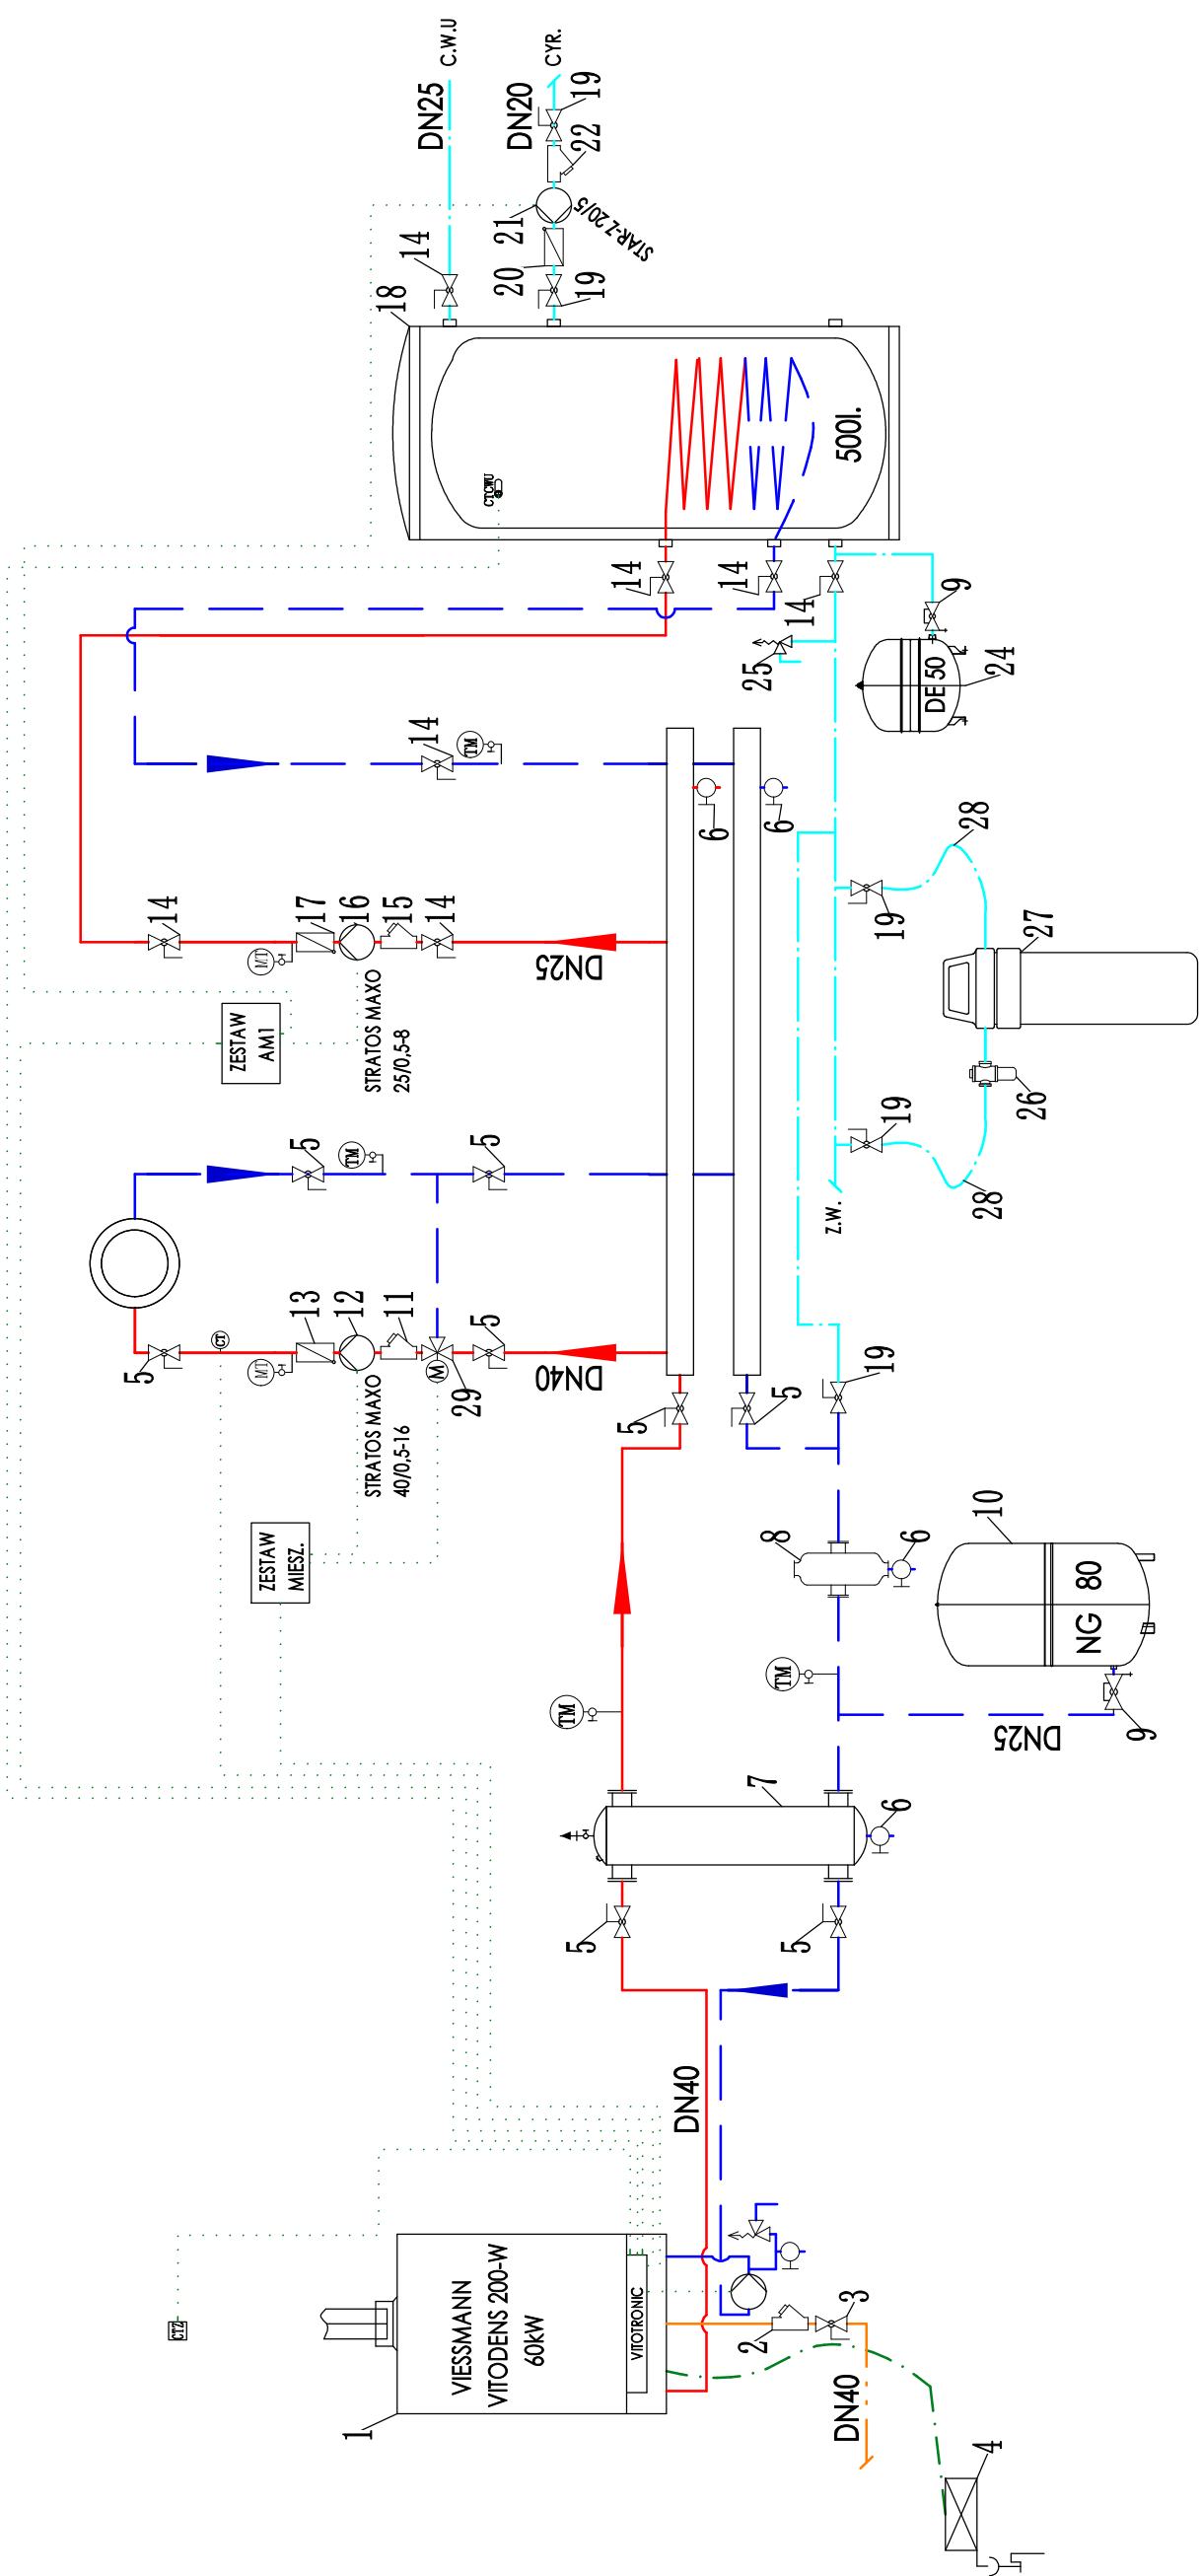 CTZ
5
CT
MT
14
MT
ZESTAW
AM1
ZESTAW
MIESZ.
13
5
TM
17
1
12
16
STRATOS MAXO
40/0,5-16
STRATOS MAXO
25/0,5-8
18
11
15
14
M
29
5
5
14
14
TM
14
DN25
C.W.U
VIESSMANN
VITODENS 200-W
60kW
VITOTRONIC
CTCWU
20
21
DN20
CYR.
19
22
19
STAR-Z 20/5
DN40
DN25
TM
5
5
14
6
DN40
5
14
7
TM
8
5
6
25
14
500l.
2
3
5
Z.W.
DN40
6
6
19
19
19
DE 50
9
4
DN25
10
28
26
28
27
24
NG 80
9